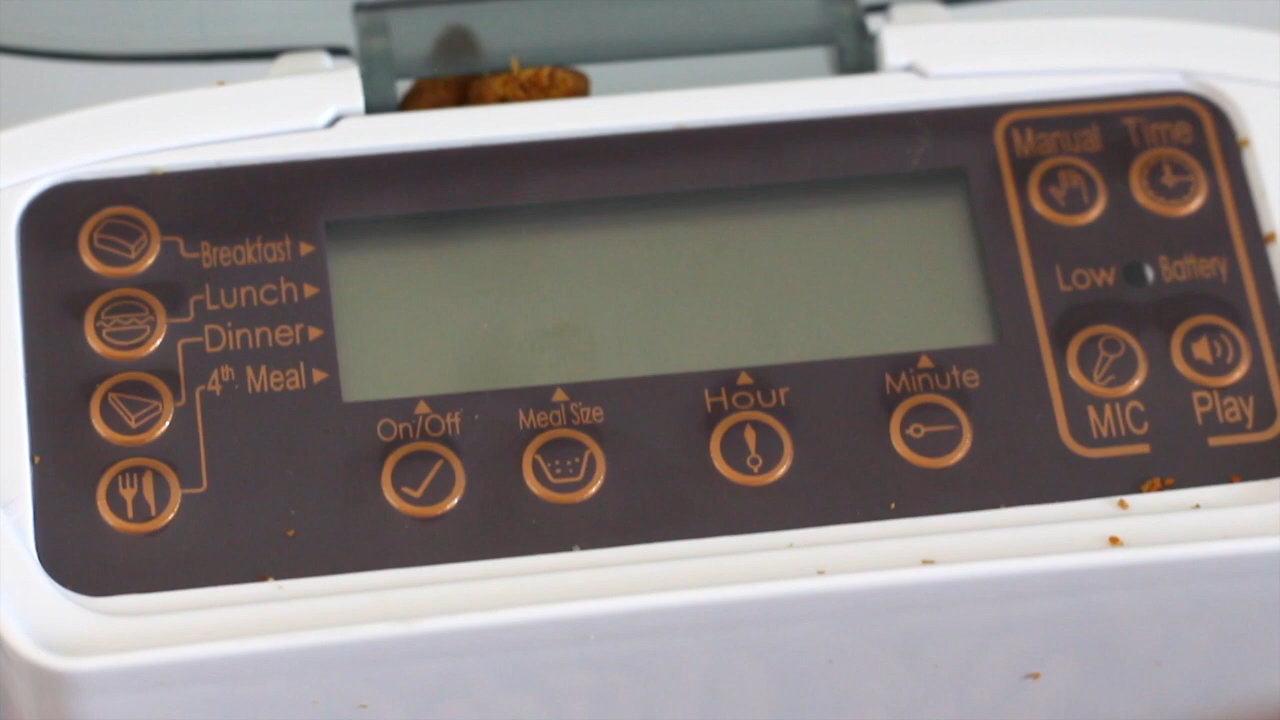 Manual Time
Breakfast
Lunch
Dinner
4th Meal
Low Battery
On/Off
Meal Size
Hour
Minute
MIC
Play